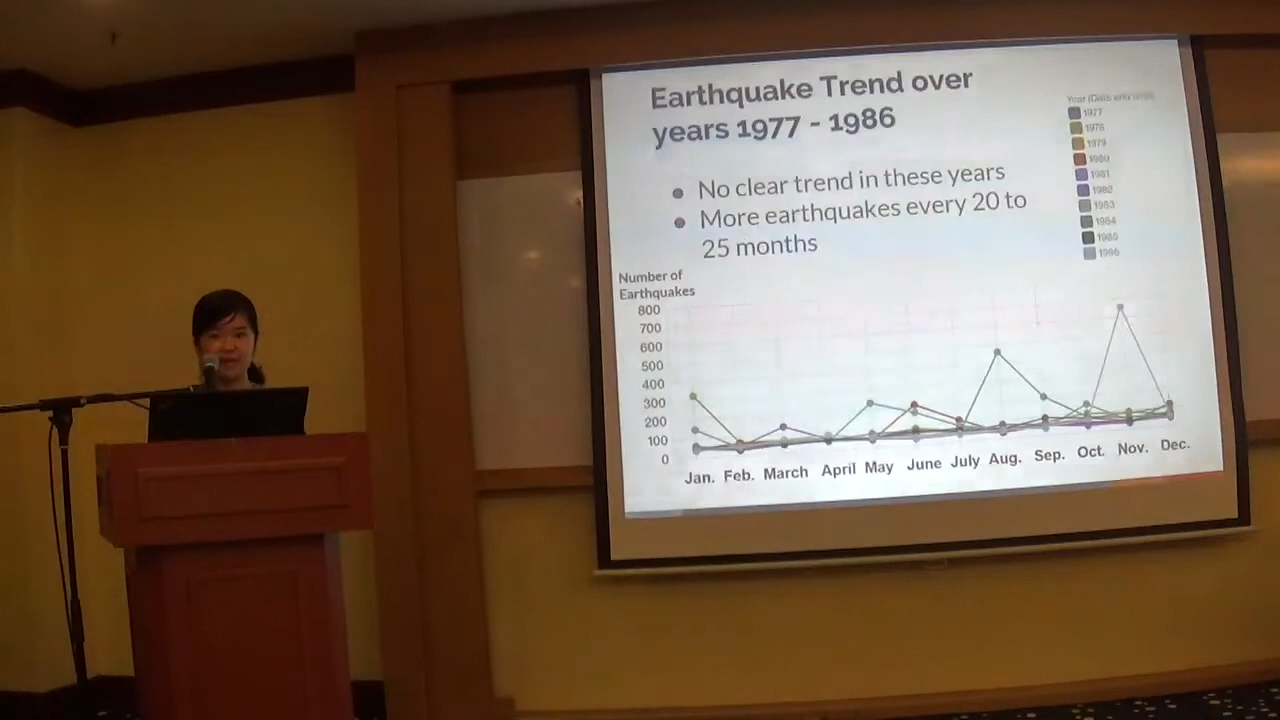 Earthquake Trend over
years 1977 - 1986
• No clear trend in these years
• More earthquakes every 20 to
25 months
Year
1977
1978
1979
1980
1981
1982
1983
1984
1985
1986
Number of
Earthquakes
800
700
600
500
400
300
200
100
0
Jan. Feb. March April May June July Aug. Sep. Oct. Nov. Dec.